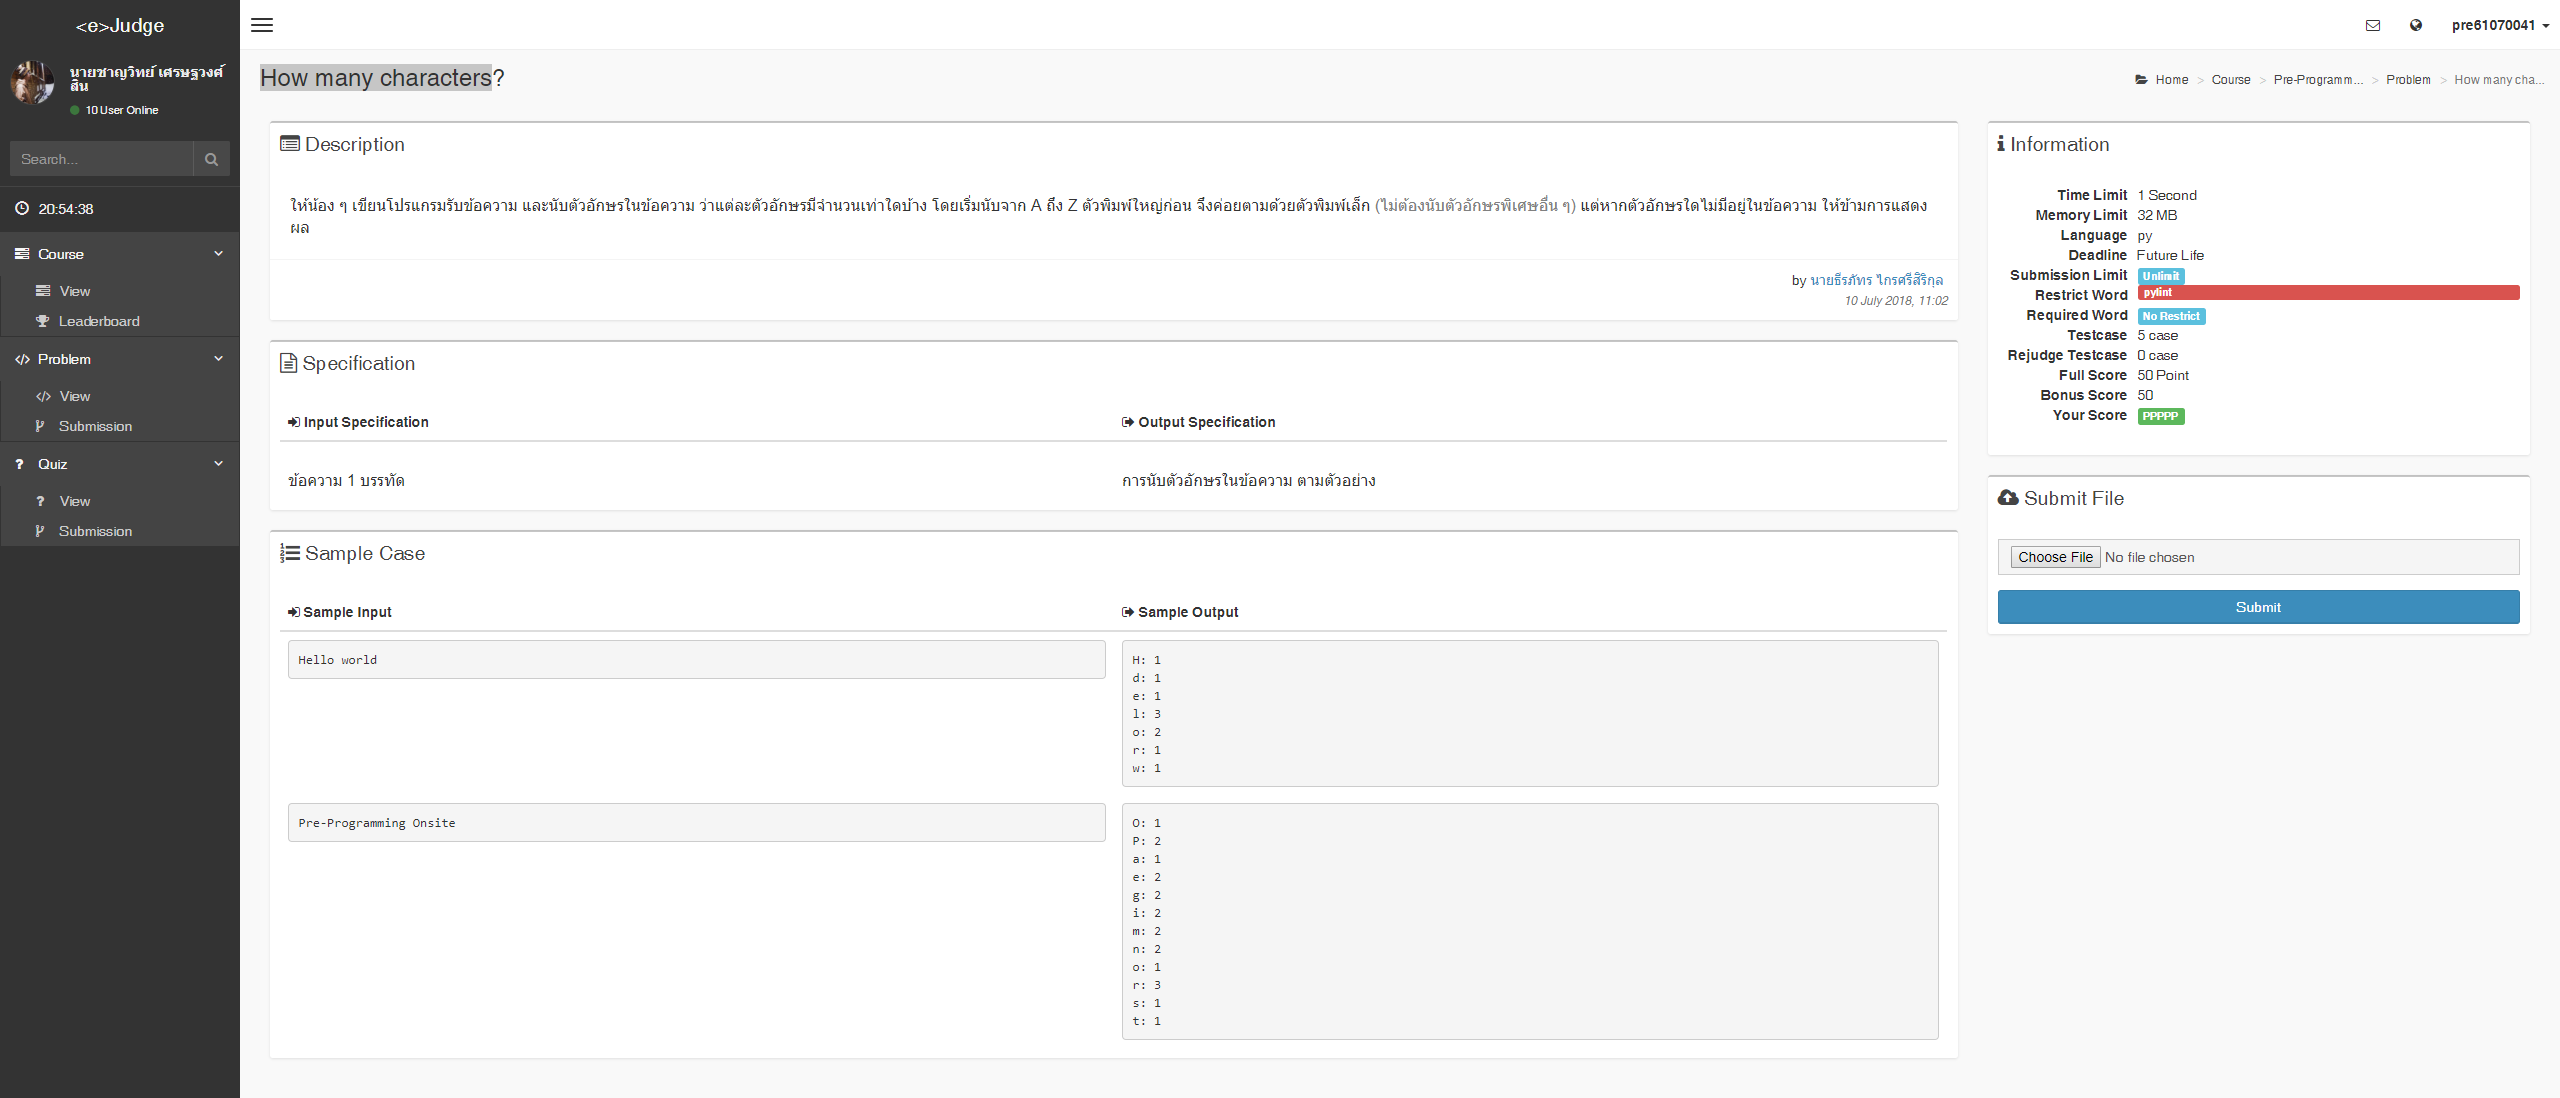 <e>Judge
pre61070041
นายชาญวิทย์ เศรษฐวงศ์
สิน
10 User Online
Search...
20:54:38
Course
View
Leaderboard
Problem
View
Submission
Quiz
View
Submission
How many characters?
Home > Course > Pre-Programm... > Problem > How many cha...
Description
ให้น้อง ๆ เขียนโปรแกรมรับข้อความ และนับตัวอักษรในข้อความ ว่าแต่ละตัวอักษรมีจำนวนเท่าใดบ้าง โดยเริ่มนับจาก A ถึง Z ตัวพิมพ์ใหญ่ก่อน จึงค่อยตามด้วยตัวพิมพ์เล็ก (ไม่ต้องนับตัวอักษรพิเศษอื่น ๆ) แต่หากตัวอักษรใดไม่มีอยู่ในข้อความ ให้ข้ามการแสดง
ผล
by นายธีรภัทร ไกรศรีสิริกุล
10 July 2018, 11:02
Specification
Input Specification
Output Specification
ข้อความ 1 บรรทัด
การนับตัวอักษรในข้อความ ตามตัวอย่าง
Sample Case
Sample Input
Sample Output
Hello world
H: 1
d: 1
e: 1
l: 3
o: 2
r: 1
w: 1
Pre-Programming Onsite
O: 1
P: 2
a: 1
e: 2
g: 2
i: 2
m: 2
n: 2
o: 1
r: 3
s: 1
t: 1
Information
Time Limit 1 Second
Memory Limit 32 MB
Language py
Deadline Future Life
Submission Limit Unlimit
Restrict Word pylint
Required Word No Restrict
Testcase 5 case
Rejudge Testcase 0 case
Full Score 50 Point
Bonus Score 50
Your Score PPPPP
Submit File
Choose File No file chosen
Submit